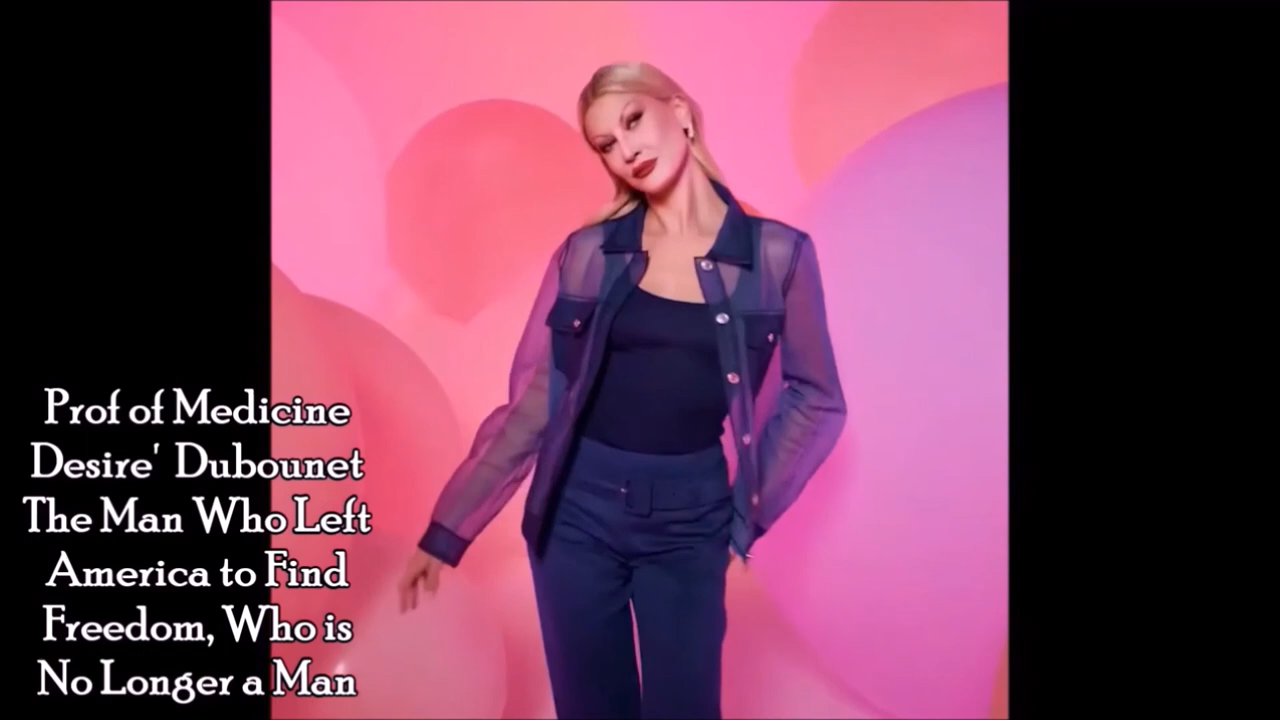 Prof of Medicine
Desire' Dubounet
The Man Who Left
America to Find
Freedom, Who is
No Longer a Man